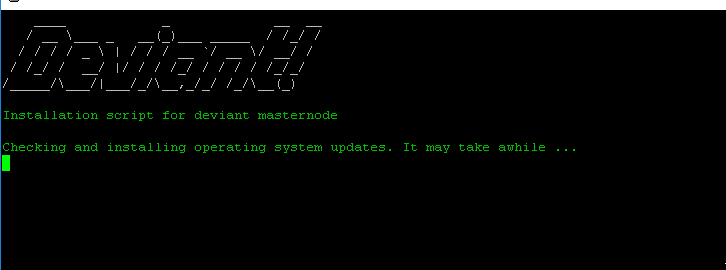 Deviant!
Installation script for deviant masternode
Checking and installing operating system updates. It may take awhile ...